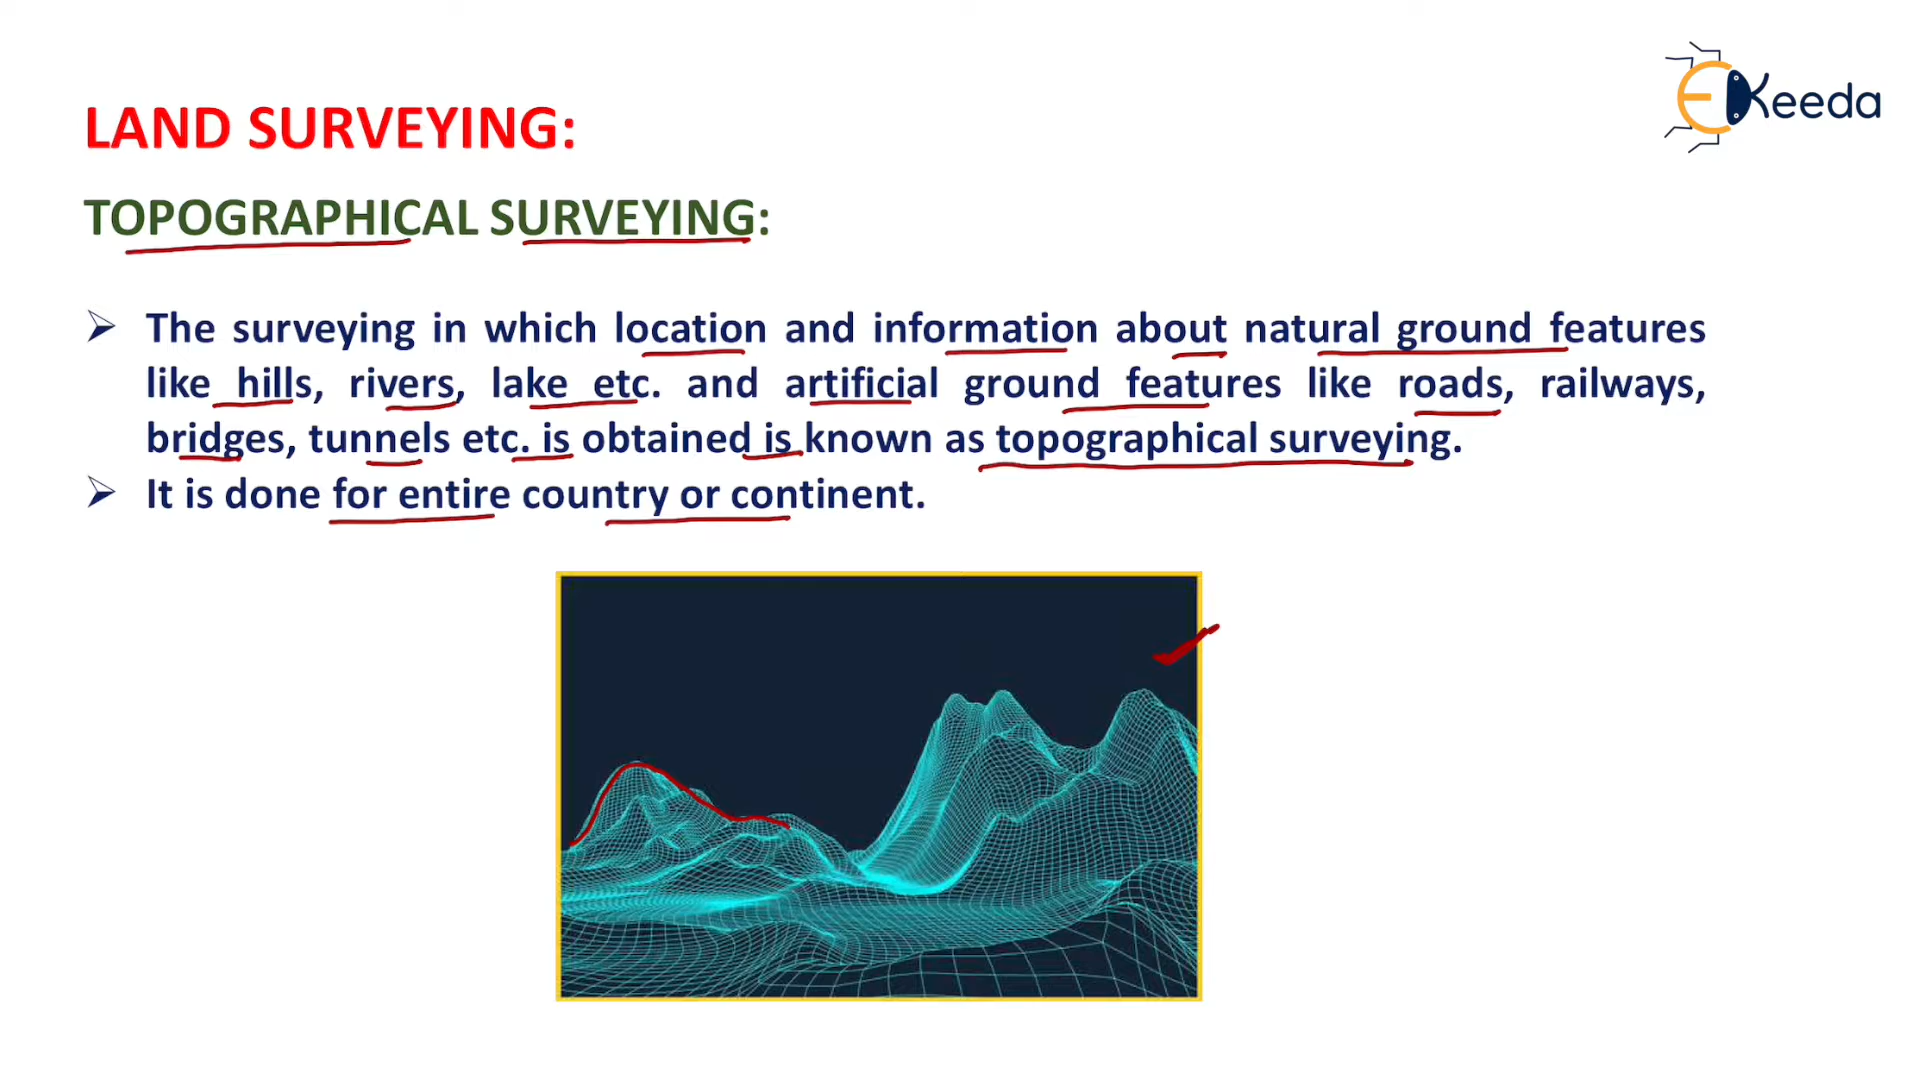 EKeeda
LAND SURVEYING:
TOPOGRAPHICAL SURVEYING:
➢ The surveying in which location and information about natural ground features
like hills, rivers, lake etc. and artificial ground features like roads, railways,
bridges, tunnels etc. is obtained is known as topographical surveying.
➢ It is done for entire country or continent.